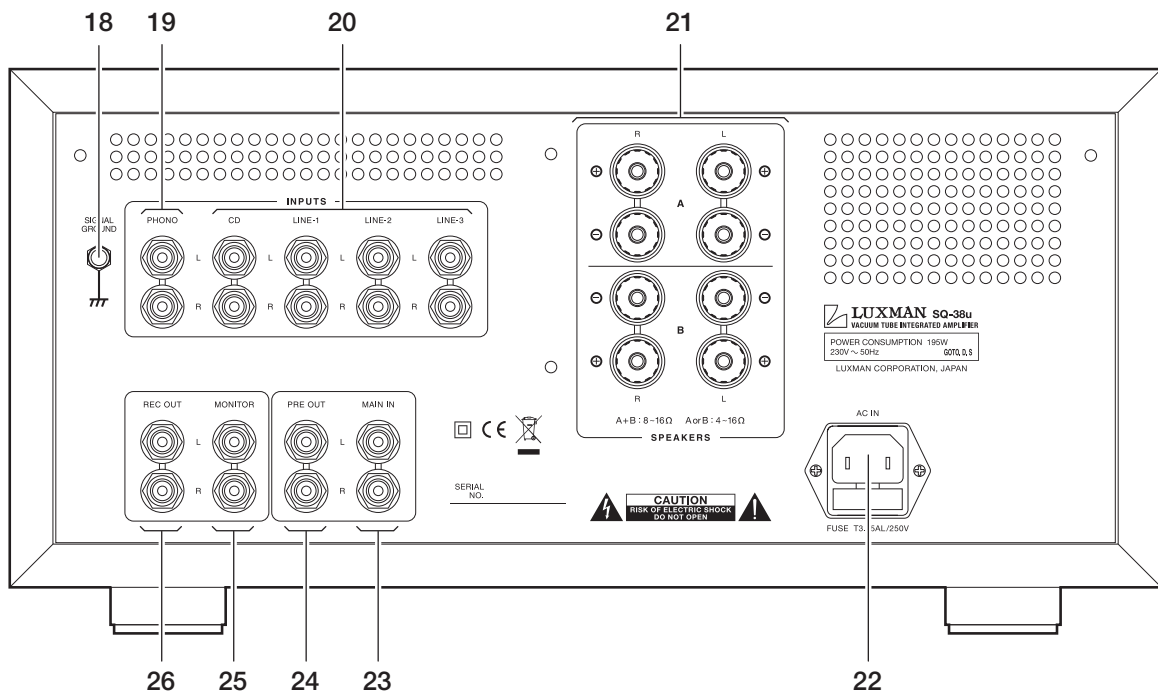 18 19 20 21
INPUTS
SIGNAL GROUND
PHONO CD LINE-1 LINE-2 LINE-3
L L L L
R R R R
R L
⊕ ⊕
A
⊖ ⊖
⊖ ⊖
B
⊕ ⊕
R L
A+B : 8~16Ω AorB : 4~16Ω
SPEAKERS
LUXMAN SQ-38u
VACUUM TUBE INTEGRATED AMPLIFIER
POWER CONSUMPTION 195W
230V ~ 50Hz GOTO, D, S
LUXMAN CORPORATION, JAPAN
REC OUT MONITOR PRE OUT MAIN IN
L L
R R
CE
SERIAL
NO.
CAUTION
RISK OF ELECTRIC SHOCK
DO NOT OPEN
AC IN
FUSE 5AL/250V
26 25 24 23 22